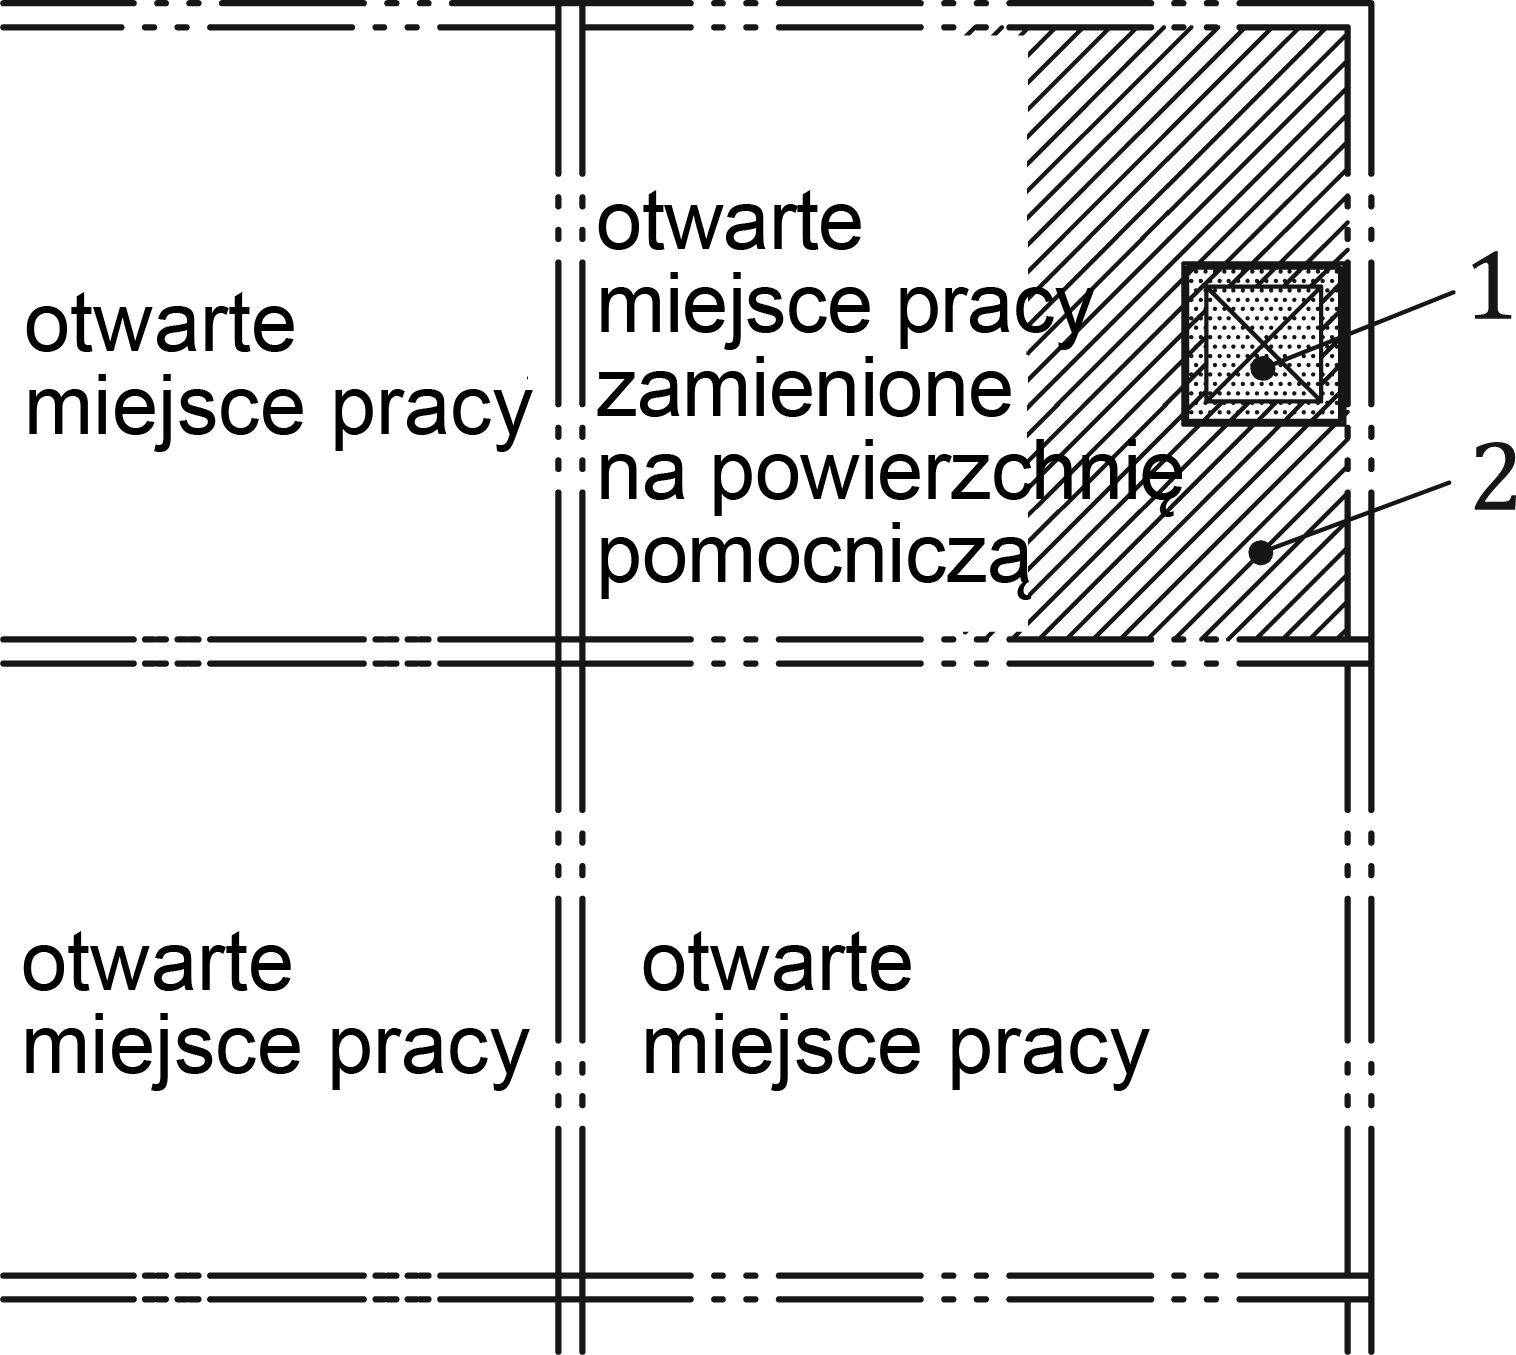 otwarte
miejsce pracy
otwarte
miejsce pracy
zamienione
na powierzchnię
pomocniczą
1
2
otwarte
miejsce pracy
otwarte
miejsce pracy